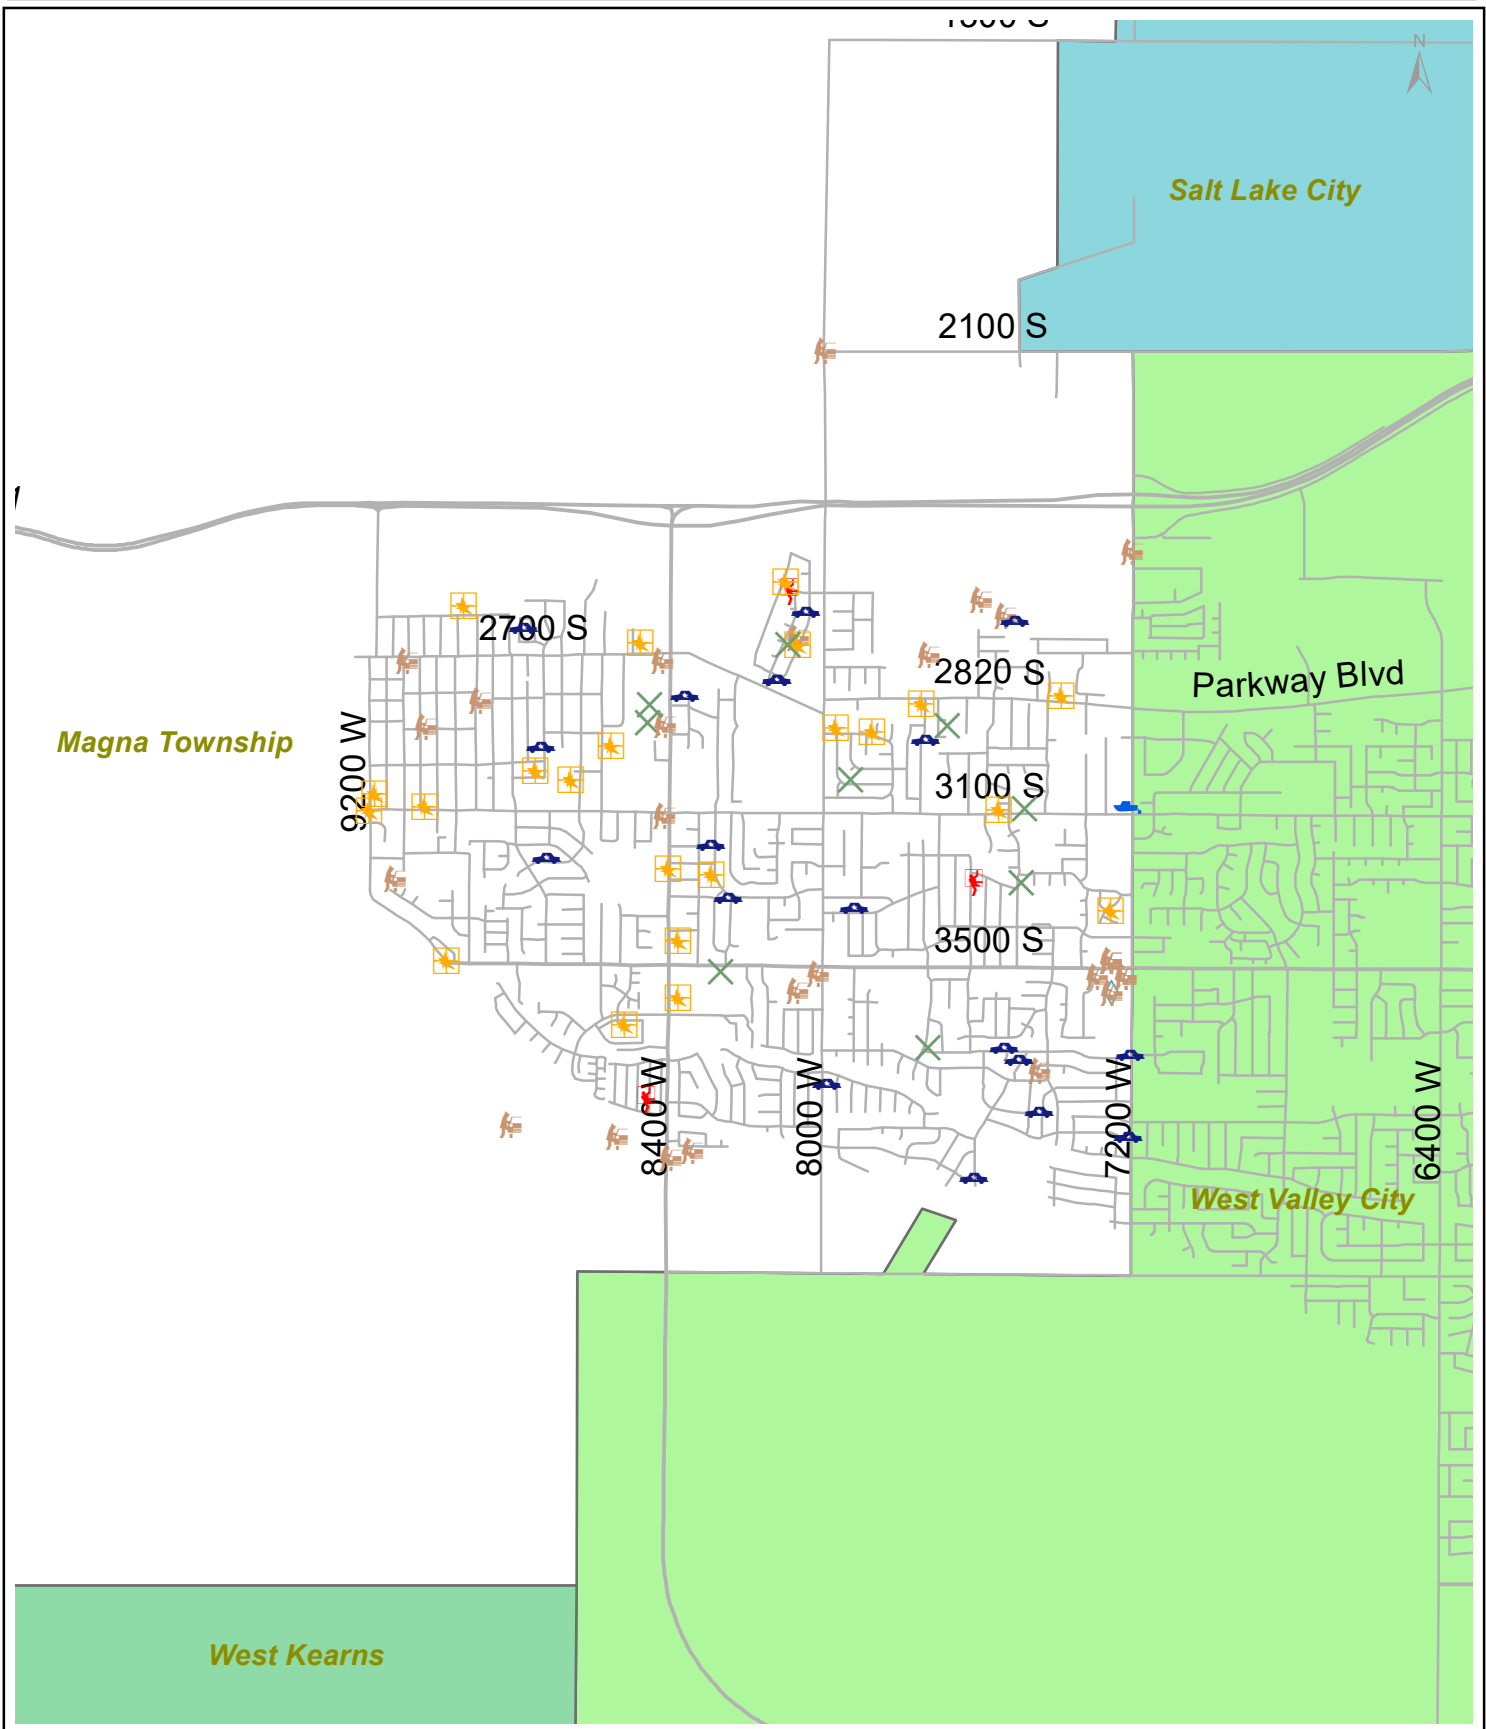 N
Salt Lake City
2100 S
2700 S
2820 S
Parkway Blvd
Magna Township
9200 W
3100 S
3500 S
8400 W
8000 W
7200 W
6400 W
West Valley City
West Kearns